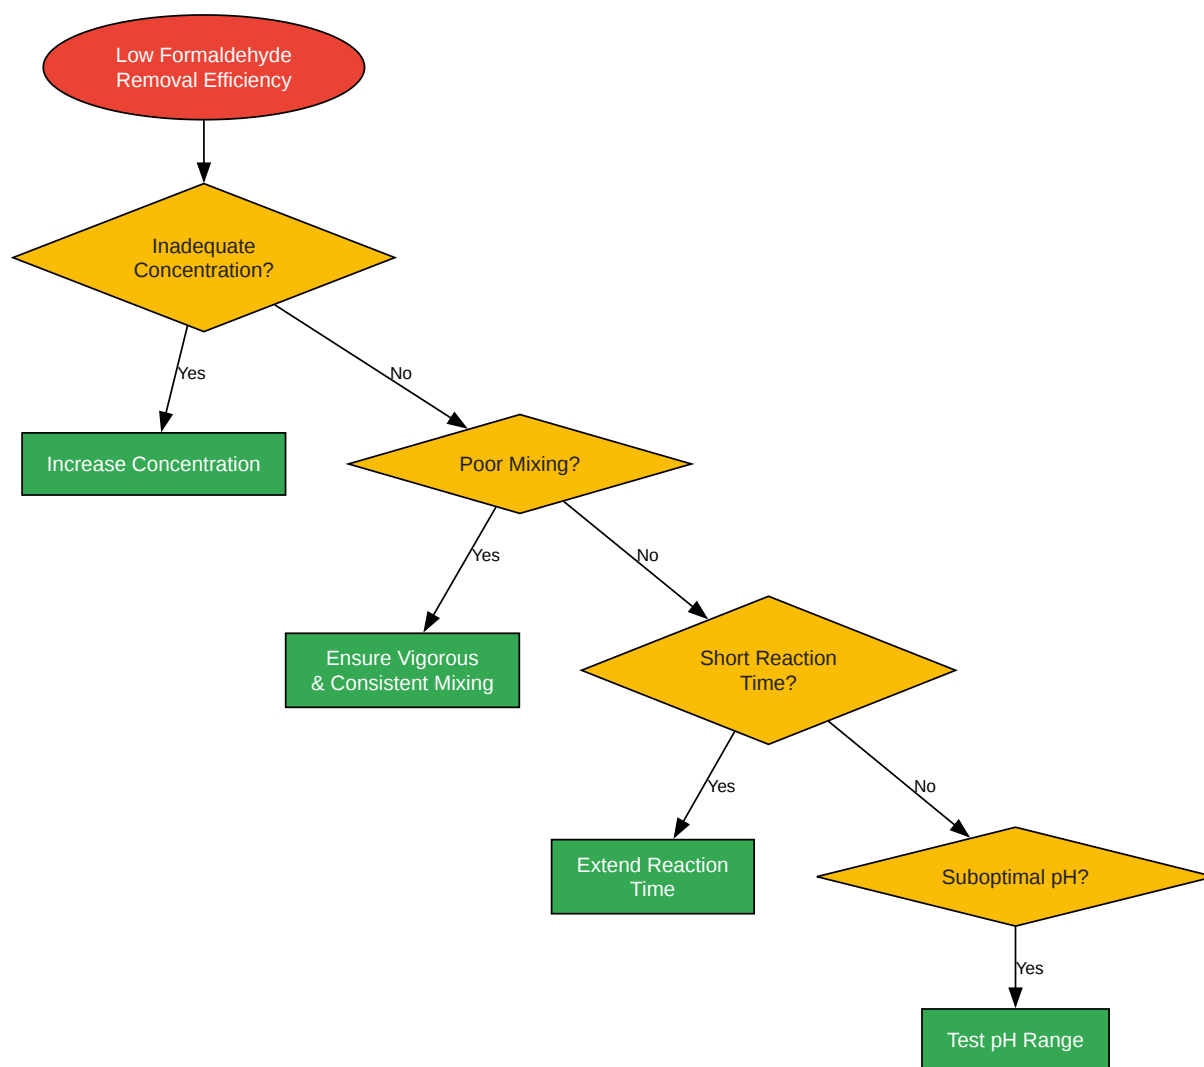 Low Formaldehyde
Removal Efficiency
Inadequate
Concentration?
Yes
No
Increase Concentration
Poor Mixing?
Yes
No
Ensure Vigorous
& Consistent Mixing
Short Reaction
Time?
Yes
No
Extend Reaction
Time
Suboptimal pH?
Yes
Test pH Range